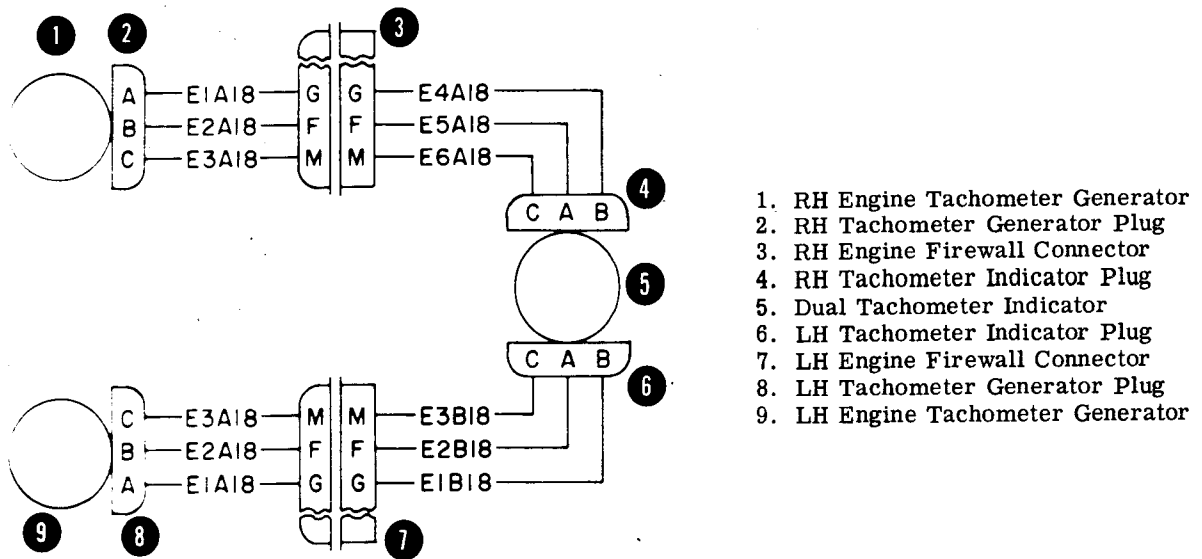 1 2 3
A E1A18 G G E4A18
B E2A18 F F E5A18
C E3A18 M M E6A18
4
C A B
5
C A B
6
C E3A18 M M E3B18
B E2A18 F F E2B18
A E1A18 G G E1B18
9 8 7
1. RH Engine Tachometer Generator
2. RH Tachometer Generator Plug
3. RH Engine Firewall Connector
4. RH Tachometer Indicator Plug
5. Dual Tachometer Indicator
6. LH Tachometer Indicator Plug
7. LH Engine Firewall Connector
8. LH Tachometer Generator Plug
9. LH Engine Tachometer Generator